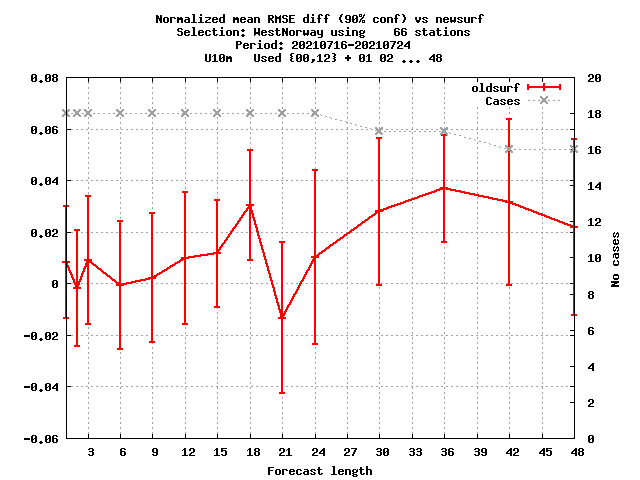 Normalized mean RMSE diff (90% conf) vs newsurf
Selection: WestNorway using    66 stations
Period: 20210716-20210724
U10m   Used {00,12} + 01 02 ... 48
oldsurf
Cases
0.08
0.06
0.04
0.02
0
-0.02
-0.04
-0.06
20
18
16
14
12
10
8
6
4
2
0
No cases
3 6 9 12 15 18 21 24 27 30 33 36 39 42 45 48
Forecast length